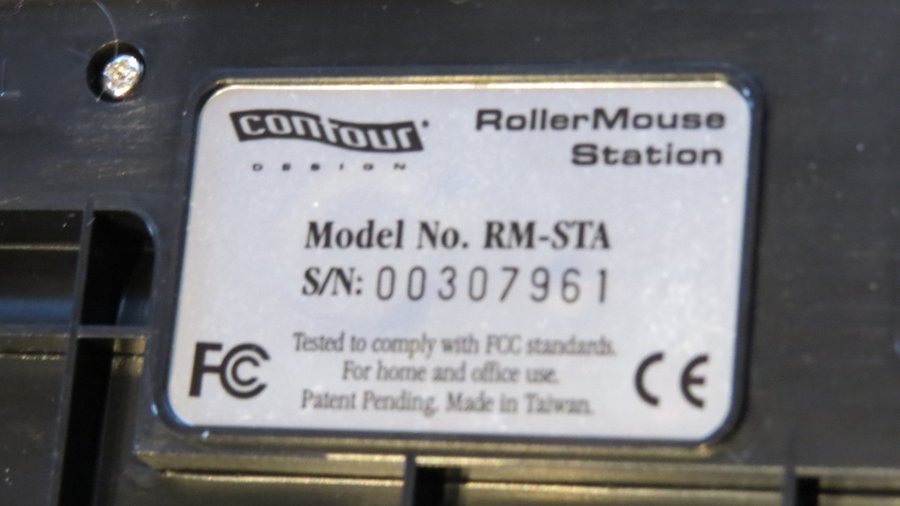 contour
DESIGN
RollerMouse
Station
Model No. RM-STA
S/N: 00307961
FCC
Tested to comply with FCC standards.
For home and office use.
Patent Pending. Made in Taiwan.
CE